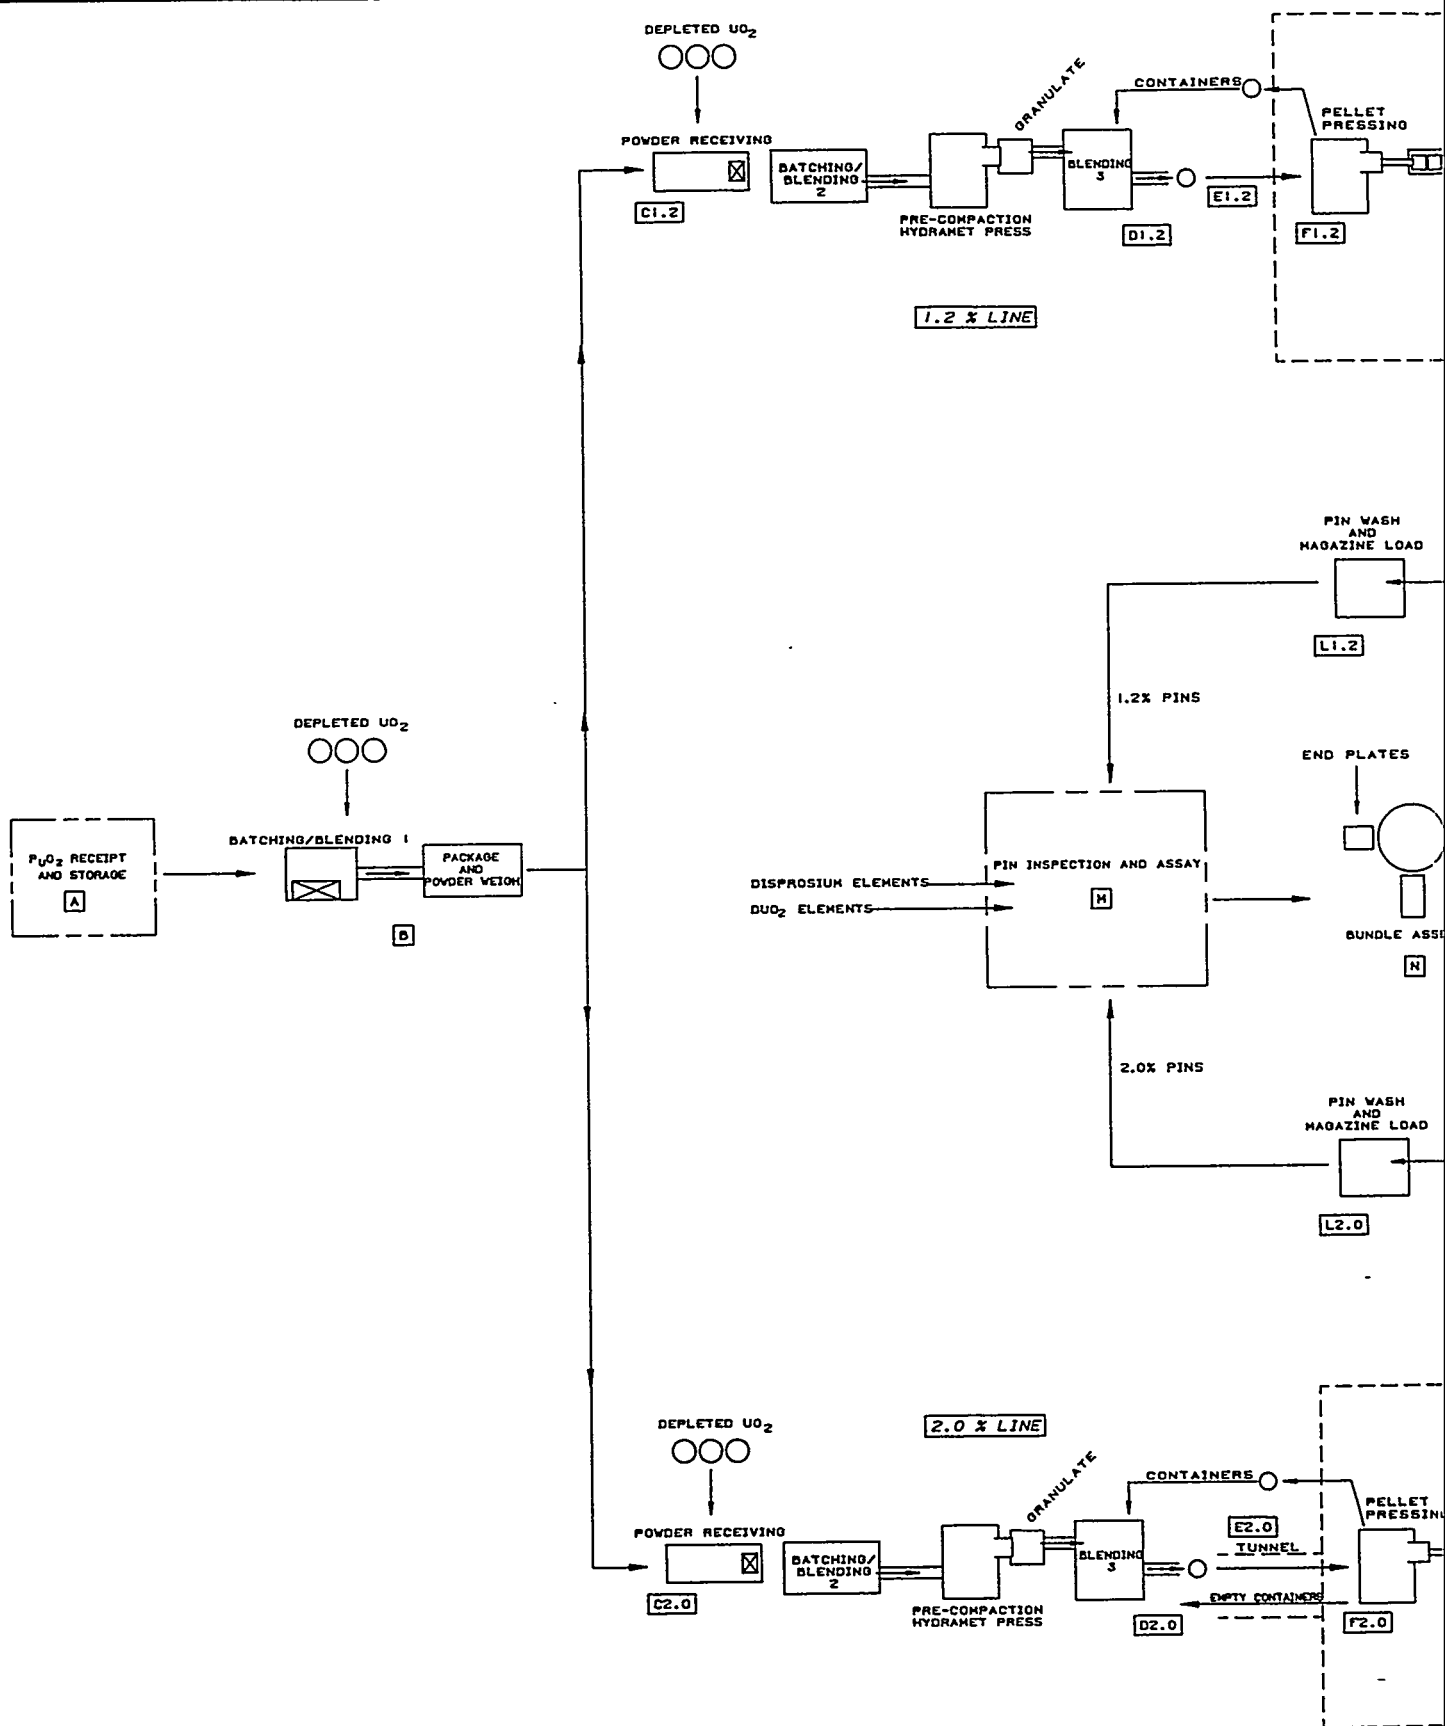 DEPLETED UO2
GRANULATE
CONTAINERS
PELLET
PRESSING
POWDER RECEIVING
BATCHING/
BLENDING
2
BLENDING
3
C1.2
E1.2
PRE-COMPACTION
HYDRAMET PRESS
D1.2
F1.2
1.2 % LINE
PIN WASH
AND
MAGAZINE LOAD
L1.2
1.2% PINS
DEPLETED UO2
END PLATES
BATCHING/BLENDING 1
PUO2 RECEIPT
AND STORAGE
A
PACKAGE
AND
POWDER WEIGH
B
PIN INSPECTION AND ASSAY
DISPROSIUM ELEMENTS
DUO2 ELEMENTS
M
BUNDLE ASSE
N
2.0% PINS
PIN WASH
AND
MAGAZINE LOAD
L2.0
DEPLETED UO2
2.0 % LINE
GRANULATE
CONTAINERS
PELLET
PRESSING
POWDER RECEIVING
E2.0
TUNNEL
BATCHING/
BLENDING
2
BLENDING
3
C2.0
EMPTY CONTAINERS
PRE-COMPACTION
HYDRAMET PRESS
D2.0
F2.0